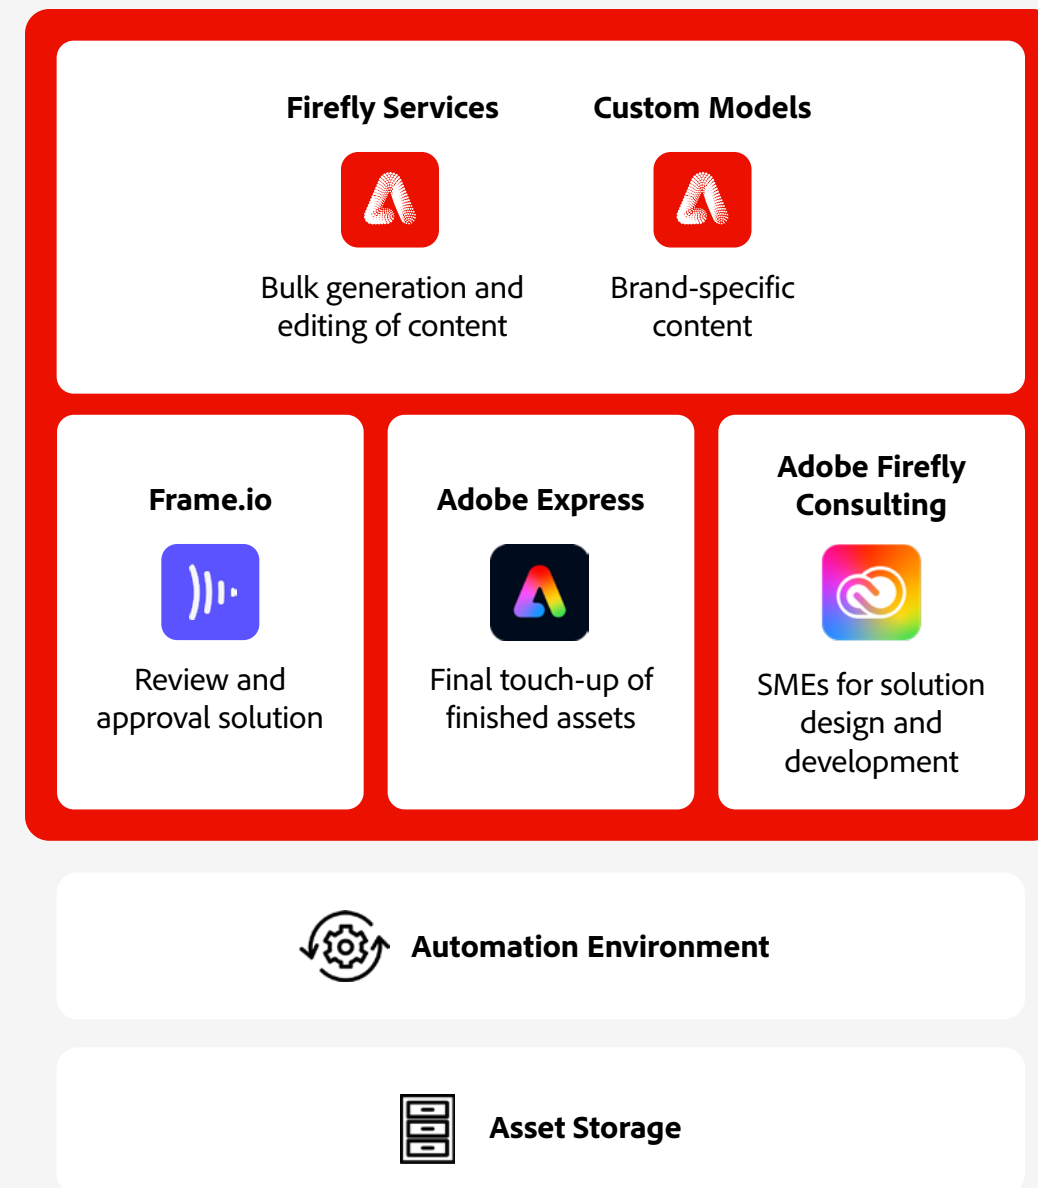 Firefly Services
Bulk generation and
editing of content
Custom Models
Brand-specific
content
Frame.io
Review and
approval solution
Adobe Express
Final touch-up of
finished assets
Adobe Firefly
Consulting
SMEs for solution
design and
development
Automation Environment
Asset Storage